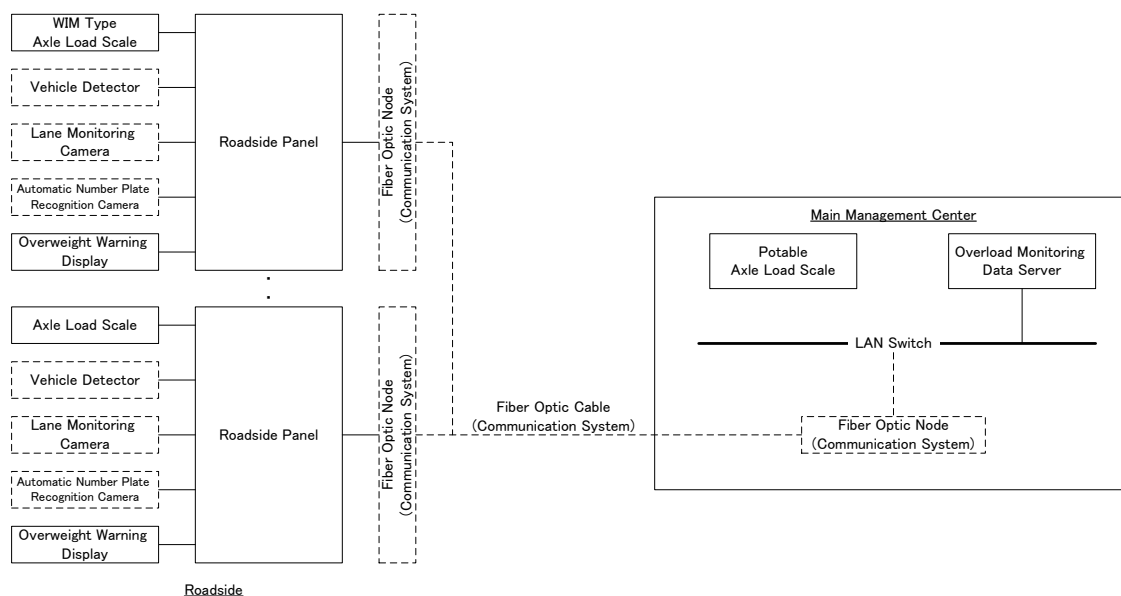 WIM Type
Axle Load Scale
Vehicle Detector
Lane Monitoring
Camera
Automatic Number Plate
Recognition Camera
Overweight Warning
Display
Roadside Panel
Fiber Optic Node
(Communication System)
Axle Load Scale
Vehicle Detector
Lane Monitoring
Camera
Automatic Number Plate
Recognition Camera
Overweight Warning
Display
Roadside Panel
Fiber Optic Node
(Communication System)
Roadside
Fiber Optic Cable
(Communication System)
Main Management Center
Potable
Axle Load Scale
Overload Monitoring
Data Server
LAN Switch
Fiber Optic Node
(Communication System)